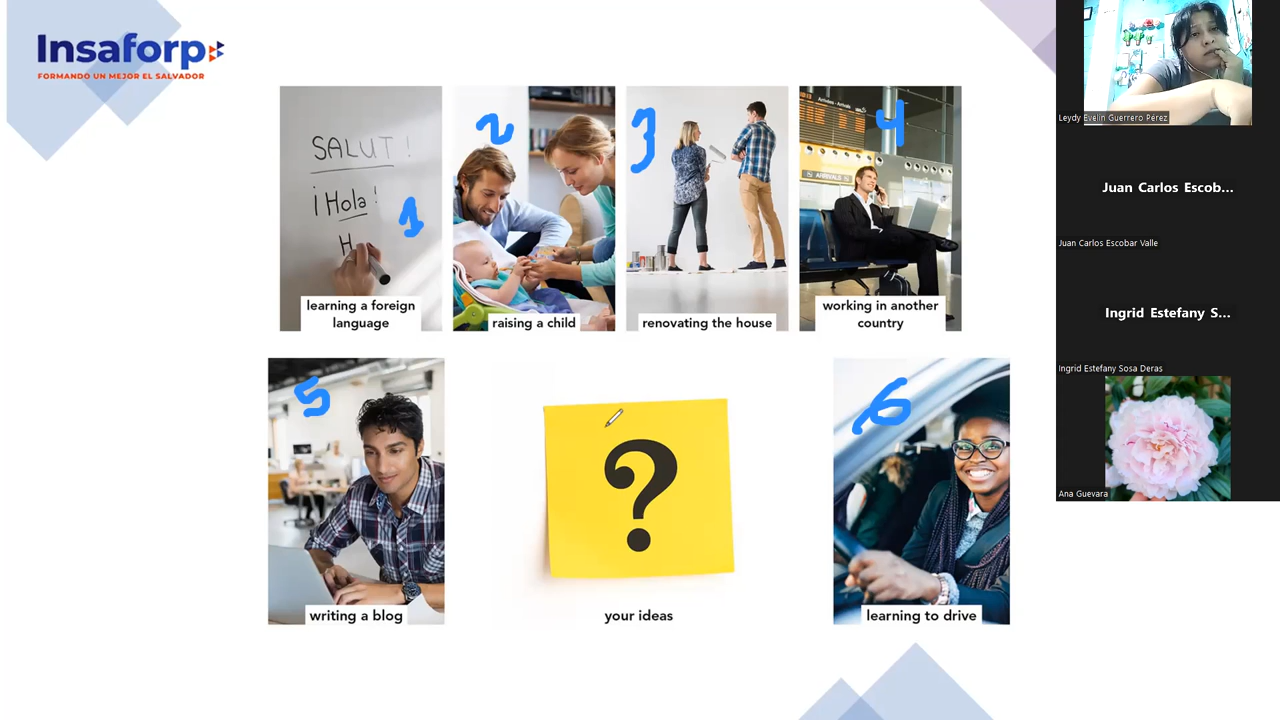 Insaforp
FORMANDO UN MEJOR EL SALVADOR
SALUT!
¡Hola!
H
1
learning a foreign
language
2
raising a child
3
renovating the house
4
Arrivals
ARRIVALS
working in another
country
5
writing a blog
?
your ideas
6
learning to drive
Leydy Evelin Guerrero Pérez
Juan Carlos Escob...
Juan Carlos Escobar Valle
Ingrid Estefany S...
Ingrid Estefany Sosa Deras
Ana Guevara